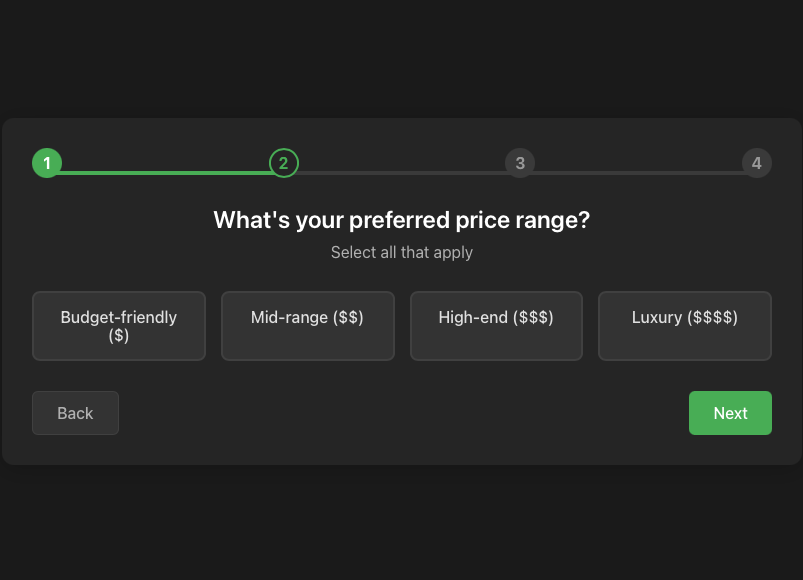 1 2 3 4
What's your preferred price range?
Select all that apply
Budget-friendly
($)
Mid-range ($$)
High-end ($$$)
Luxury ($$$$)
Back
Next